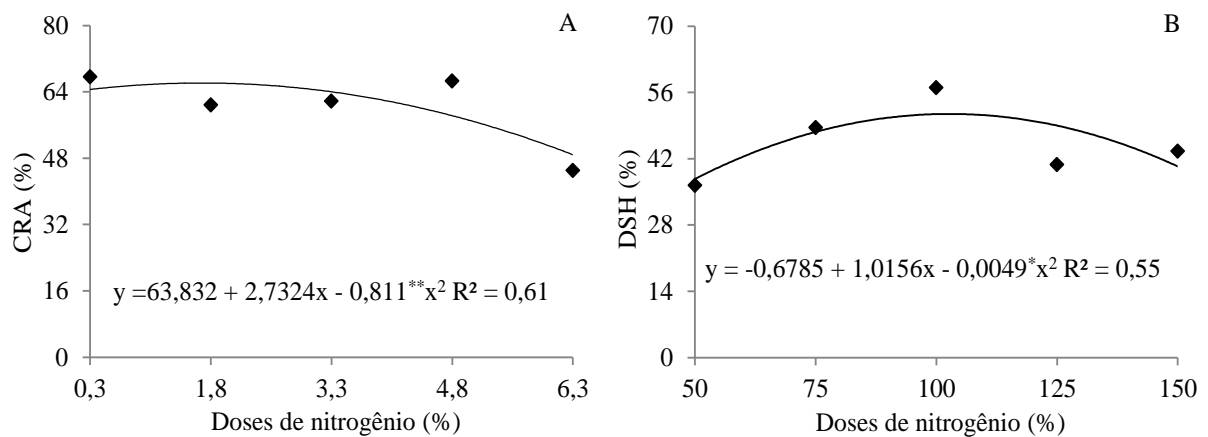 A
80
64
48
32
16
0
CRA (%)
y =63,832 + 2,7324x - 0,811**x² R² = 0,61
0,3 1,8 3,3 4,8 6,3
Doses de nitrogênio (%)
B
70
56
42
28
14
0
DSH (%)
y = -0,6785 + 1,0156x - 0,0049*x² R² = 0,55
50 75 100 125 150
Doses de nitrogênio (%)